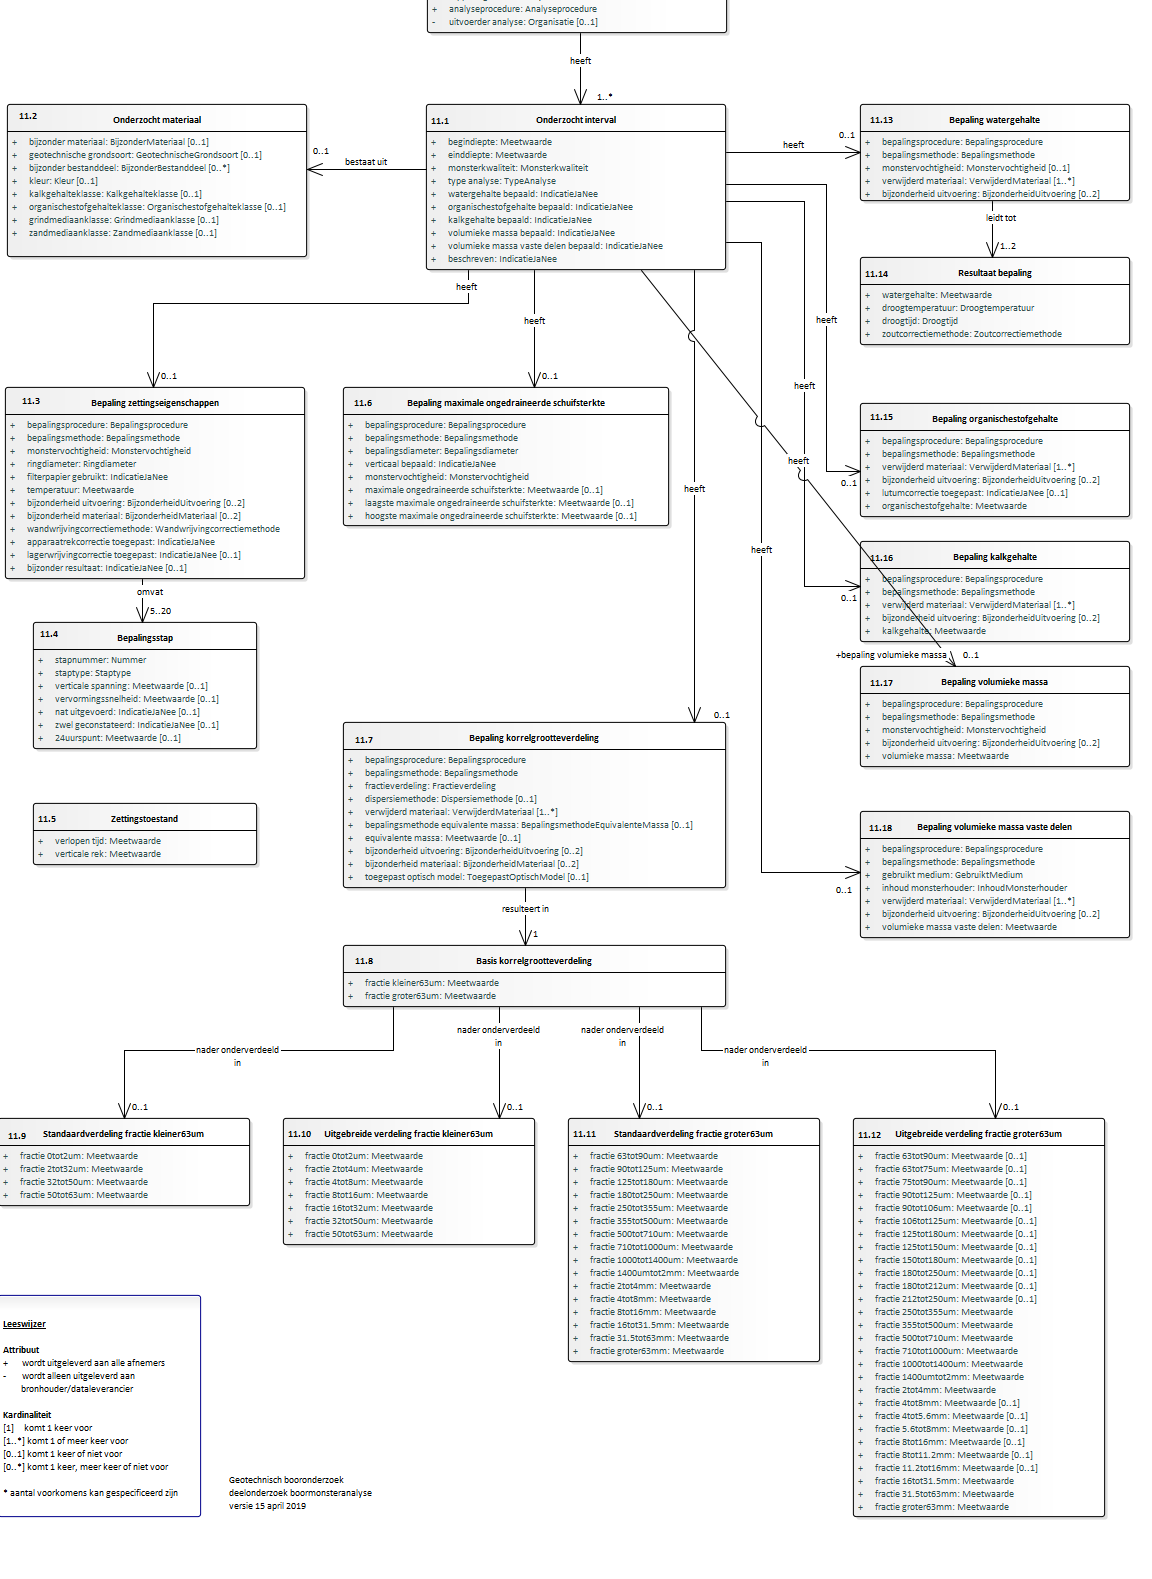 + analyseprocedure: Analyseprocedure
- uitvoerder analyse: Organisatie [0..1]
heeft
1..*
11.2 Onderzocht materiaal
+ bijzonder materiaal: BijzonderMateriaal [0..1]
+ geotechnische grondsoort: GeotechnischeGrondsoort [0..1]
+ bijzonder bestanddeel: BijzonderBestanddeel [0..*]
+ kleur: Kleur [0..1]
+ kalkgehalteklasse: Kalkgehalteklasse [0..1]
+ organischestofgehalteklasse: Organischestofgehalteklasse [0..1]
+ grindmediaanklasse: Grindmediaanklasse [0..1]
+ zandmediaanklasse: Zandmediaanklasse [0..1]
0..1
bestaat uit
11.1 Onderzocht interval
+ begindiepte: Meetwaarde
+ einddiepte: Meetwaarde
+ monsterkwaliteit: Monsterkwaliteit
+ type analyse: TypeAnalyse
+ watergehalte bepaald: IndicatieJaNee
+ organischestofgehalte bepaald: IndicatieJaNee
+ kalkgehalte bepaald: IndicatieJaNee
+ volumieke massa bepaald: IndicatieJaNee
+ volumieke massa vaste delen bepaald: IndicatieJaNee
+ beschreven: IndicatieJaNee
heeft
0..1
11.13 Bepaling watergehalte
+ bepalingsprocedure: Bepalingsprocedure
+ bepalingsmethode: Bepalingsmethode
+ monstervochtigheid: Monstervochtigheid [0..1]
+ verwijderd materiaal: VerwijderdMateriaal [1..*]
+ bijzonderheid uitvoering: BijzonderheidUitvoering [0..2]
leidt tot
1..2
11.14 Resultaat bepaling
+ watergehalte: Meetwaarde
+ droogtemperatuur: Droogtemperatuur
+ droogtijd: Droogtijd
+ zoutcorrectiemethode: Zoutcorrectiemethode
heeft
0..1
heeft
0..1
heeft
0..1
heeft
0..1
heeft
0..1
heeft
0..1
11.3 Bepaling zettingseigenschappen
+ bepalingsprocedure: Bepalingsprocedure
+ bepalingsmethode: Bepalingsmethode
+ monstervochtigheid: Monstervochtigheid
+ ringdiameter: Ringdiameter
+ filterpapier gebruikt: IndicatieJaNee
+ temperatuur: Meetwaarde
+ bijzonderheid uitvoering: BijzonderheidUitvoering [0..2]
+ bijzonderheid materiaal: BijzonderheidMateriaal [0..2]
+ wandwrijvingcorrectiemethode: Wandwrijvingcorrectiemethode
+ apparaatrekcorrectie toegepast: IndicatieJaNee
+ lagerwrijvingcorrectie toegepast: IndicatieJaNee [0..1]
+ bijzonder resultaat: IndicatieJaNee [0..1]
11.6 Bepaling maximale ongedraineerde schuifsterkte
+ bepalingsprocedure: Bepalingsprocedure
+ bepalingsmethode: Bepalingsmethode
+ bepalingsdiameter: Bepalingsdiameter
+ verticaal bepaald: IndicatieJaNee
+ monstervochtigheid: Monstervochtigheid
+ maximale ongedraineerde schuifsterkte: Meetwaarde [0..1]
+ laagste maximale ongedraineerde schuifsterkte: Meetwaarde [0..1]
+ hoogste maximale ongedraineerde schuifsterkte: Meetwaarde [0..1]
11.15 Bepaling organischestofgehalte
+ bepalingsprocedure: Bepalingsprocedure
+ bepalingsmethode: Bepalingsmethode
+ verwijderd materiaal: VerwijderdMateriaal [1..*]
+ bijzonderheid uitvoering: BijzonderheidUitvoering [0..2]
+ lutumcorrectie toegepast: IndicatieJaNee [0..1]
+ organischestofgehalte: Meetwaarde
11.16 Bepaling kalkgehalte
+ bepalingsprocedure: Bepalingsprocedure
+ bepalingsmethode: Bepalingsmethode
+ verwijderd materiaal: VerwijderdMateriaal [1..*]
+ bijzonderheid uitvoering: BijzonderheidUitvoering [0..2]
+ kalkgehalte: Meetwaarde
heeft
+bepaling volumieke massa 0..1
11.17 Bepaling volumieke massa
+ bepalingsprocedure: Bepalingsprocedure
+ bepalingsmethode: Bepalingsmethode
+ monstervochtigheid: Monstervochtigheid
+ bijzonderheid uitvoering: BijzonderheidUitvoering [0..2]
+ volumieke massa: Meetwaarde
11.18 Bepaling volumieke massa vaste delen
+ bepalingsprocedure: Bepalingsprocedure
+ bepalingsmethode: Bepalingsmethode
+ gebruikt medium: GebruiktMedium
+ inhoud monsterhouder: InhoudMonsterhouder
+ verwijderd materiaal: VerwijderdMateriaal [1..*]
+ bijzonderheid uitvoering: BijzonderheidUitvoering [0..2]
+ volumieke massa vaste delen: Meetwaarde
omvat
5..20
11.4 Bepalingsstap
+ stapnummer: Nummer
+ staptype: Staptype
+ verticale spanning: Meetwaarde [0..1]
+ vervormingssnelheid: Meetwaarde [0..1]
+ nat uitgevoerd: IndicatieJaNee [0..1]
+ zwel geconstateerd: IndicatieJaNee [0..1]
+ 24uurspunt: Meetwaarde [0..1]
11.5 Zettingstoestand
+ verlopen tijd: Meetwaarde
+ verticale rek: Meetwaarde
11.7 Bepaling korrelgrootteverdeling
+ bepalingsprocedure: Bepalingsprocedure
+ bepalingsmethode: Bepalingsmethode
+ fractieverdeling: Fractieverdeling
+ dispersiemethode: Dispersiemethode [0..1]
+ verwijderd materiaal: VerwijderdMateriaal [1..*]
+ bepalingsmethode equivalente massa: BepalingsmethodeEquivalenteMassa [0..1]
+ equivalente massa: Meetwaarde [0..1]
+ bijzonderheid uitvoering: BijzonderheidUitvoering [0..2]
+ bijzonderheid materiaal: BijzonderheidMateriaal [0..2]
+ toegepast optisch model: ToegepastOptischModel [0..1]
resulteert in
1
11.8 Basis korrelgrootteverdeling
+ fractie kleiner63um: Meetwaarde
+ fractie groter63um: Meetwaarde
nader onderverdeeld
in
0..1
nader onderverdeeld
in
0..1
nader onderverdeeld
in
0..1
nader onderverdeeld
in
0..1
11.9 Standaardverdeling fractie kleiner63um
+ fractie 0tot2um: Meetwaarde
+ fractie 2tot32um: Meetwaarde
+ fractie 32tot50um: Meetwaarde
+ fractie 50tot63um: Meetwaarde
11.10 Uitgebreide verdeling fractie kleiner63um
+ fractie 0tot2um: Meetwaarde
+ fractie 2tot4um: Meetwaarde
+ fractie 4tot8um: Meetwaarde
+ fractie 8tot16um: Meetwaarde
+ fractie 16tot32um: Meetwaarde
+ fractie 32tot50um: Meetwaarde
+ fractie 50tot63um: Meetwaarde
11.11 Standaardverdeling fractie groter63um
+ fractie 63tot90um: Meetwaarde
+ fractie 90tot125um: Meetwaarde
+ fractie 125tot180um: Meetwaarde
+ fractie 180tot250um: Meetwaarde
+ fractie 250tot355um: Meetwaarde
+ fractie 355tot500um: Meetwaarde
+ fractie 500tot710um: Meetwaarde
+ fractie 710tot1000um: Meetwaarde
+ fractie 1000tot1400um: Meetwaarde
+ fractie 1400umtot2mm: Meetwaarde
+ fractie 2tot4mm: Meetwaarde
+ fractie 4tot8mm: Meetwaarde
+ fractie 8tot16mm: Meetwaarde
+ fractie 16tot31.5mm: Meetwaarde
+ fractie 31.5tot63mm: Meetwaarde
+ fractie groter63mm: Meetwaarde
11.12 Uitgebreide verdeling fractie groter63um
+ fractie 63tot90um: Meetwaarde [0..1]
+ fractie 63tot75um: Meetwaarde [0..1]
+ fractie 75tot90um: Meetwaarde [0..1]
+ fractie 90tot125um: Meetwaarde [0..1]
+ fractie 90tot106um: Meetwaarde [0..1]
+ fractie 106tot125um: Meetwaarde [0..1]
+ fractie 125tot180um: Meetwaarde [0..1]
+ fractie 125tot150um: Meetwaarde [0..1]
+ fractie 150tot180um: Meetwaarde [0..1]
+ fractie 180tot250um: Meetwaarde [0..1]
+ fractie 180tot212um: Meetwaarde [0..1]
+ fractie 212tot250um: Meetwaarde [0..1]
+ fractie 250tot355um: Meetwaarde
+ fractie 355tot500um: Meetwaarde
+ fractie 500tot710um: Meetwaarde
+ fractie 710tot1000um: Meetwaarde
+ fractie 1000tot1400um: Meetwaarde
+ fractie 1400umtot2mm: Meetwaarde
+ fractie 2tot4mm: Meetwaarde
+ fractie 4tot8mm: Meetwaarde [0..1]
+ fractie 4tot5.6mm: Meetwaarde [0..1]
+ fractie 5.6tot8mm: Meetwaarde [0..1]
+ fractie 8tot16mm: Meetwaarde [0..1]
+ fractie 8tot11.2mm: Meetwaarde [0..1]
+ fractie 11.2tot16mm: Meetwaarde [0..1]
+ fractie 16tot31.5mm: Meetwaarde
+ fractie 31.5tot63mm: Meetwaarde
+ fractie groter63mm: Meetwaarde
Leeswijzer
Attribuut
+ wordt uitgeleverd aan alle afnemers
- wordt alleen uitgeleverd aan
bronhouder/dataleverancier
Kardinaliteit
[1] komt 1 keer voor
[1..*] komt 1 of meer keer voor
[0..1] komt 1 keer of niet voor
[0..*] komt 1 keer, meer keer of niet voor
* aantal voorkomens kan gespecificeerd zijn
Geotechnisch booronderzoek
deelonderzoek boormonsteranalyse
versie 15 april 2019